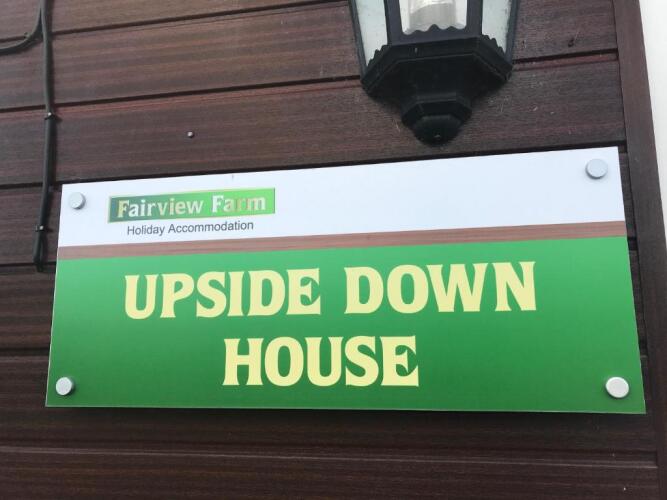 Fairview Farm
Holiday Accommodation
UPSIDE DOWN
HOUSE